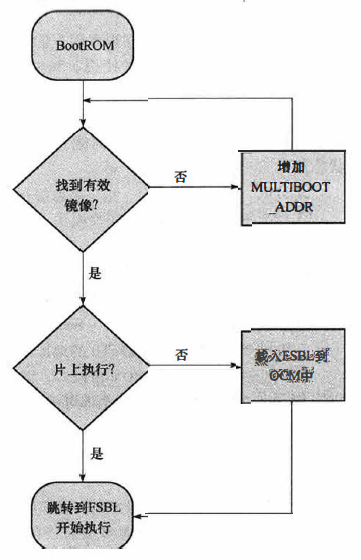 BootROM
找到有效
镜像?
否
增加
MULTIBOOT
_ADDR
是
片上执行?
否
载入FSBL到
OCM中
是
跳转到FSBL
开始执行